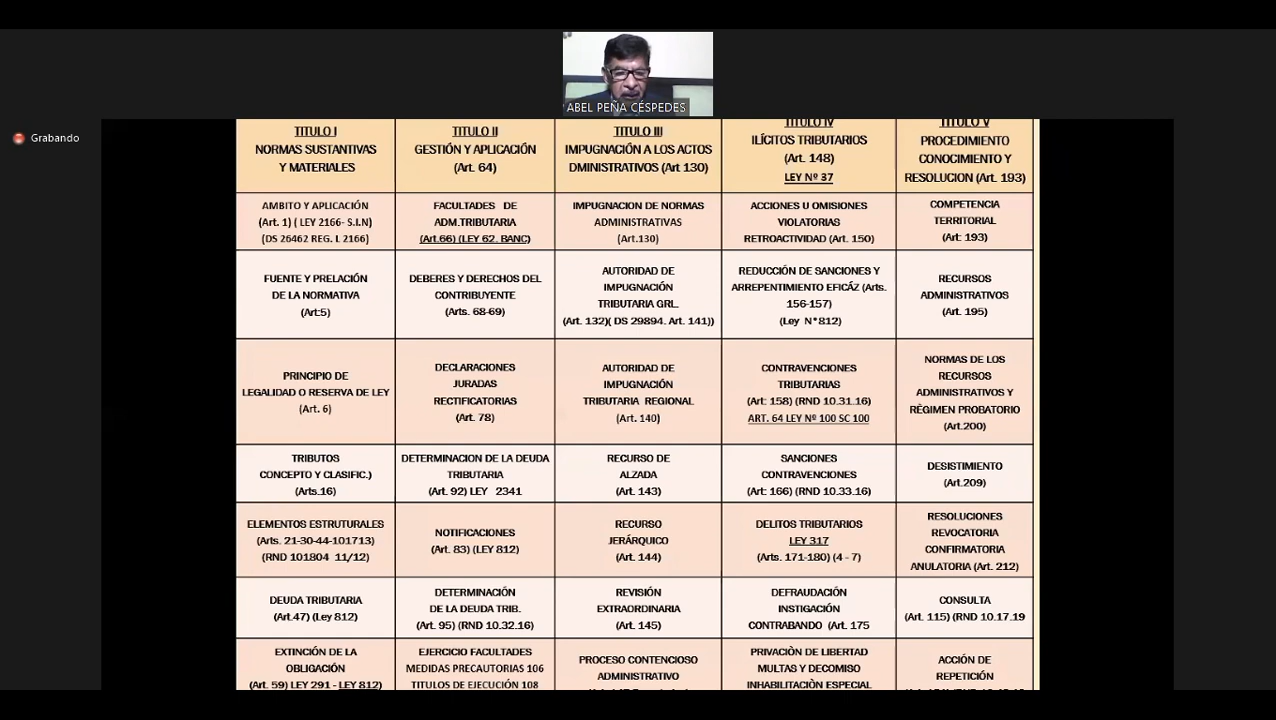 ABEL PEÑA CÉSPEDES
Grabando
TITULO I
NORMAS SUSTANTIVAS
Y MATERIALES
TITULO II
GESTIÓN Y APLICACIÓN
(Art. 64)
TITULO III
IMPUGNACIÓN A LOS ACTOS
DMINISTRATIVOS (Art 130)
TITULO IV
ILÍCITOS TRIBUTARIOS
(Art. 148)
LEY Nº 37
TITULO V
PROCEDIMIENTO
CONOCIMIENTO Y
RESOLUCION (Art. 193)
AMBITO Y APLICACIÓN
(Art. 1) ( LEY 2166- S.I.N)
(DS 26462 REG. L 2166)
FACULTADES DE
ADM.TRIBUTARIA
(Art.66) (LEY 62. BANC)
IMPUGNACION DE NORMAS
ADMINISTRATIVAS
(Art.130)
ACCIONES U OMISIONES
VIOLATORIAS
RETROACTIVIDAD (Art. 150)
COMPETENCIA
TERRITORIAL
(Art: 193)
FUENTE Y PRELACIÓN
DE LA NORMATIVA
(Art:5)
DEBERES Y DERECHOS DEL
CONTRIBUYENTE
(Arts. 68-69)
AUTORIDAD DE
IMPUGNACIÓN
TRIBUTARIA GRL.
(Art. 132)( DS 29894. Art. 141))
REDUCCIÓN DE SANCIONES Y
ARREPENTIMIENTO EFICÁZ (Arts.
156-157)
(Ley N°812)
RECURSOS
ADMINISTRATIVOS
(Art. 195)
PRINCIPIO DE
LEGALIDAD O RESERVA DE LEY
(Art. 6)
DECLARACIONES
JURADAS
RECTIFICATORIAS
(Art. 78)
AUTORIDAD DE
IMPUGNACIÓN
TRIBUTARIA REGIONAL
(Art. 140)
CONTRAVENCIONES
TRIBUTARIAS
(Art: 158) (RND 10.31.16)
ART. 64 LEY Nº 100 SC 100
NORMAS DE LOS
RECURSOS
ADMINISTRATIVOS Y
RÈGIMEN PROBATORIO
(Art.200)
TRIBUTOS
CONCEPTO Y CLASIFIC.)
(Arts.16)
DETERMINACION DE LA DEUDA
TRIBUTARIA
(Art. 92) LEY 2341
RECURSO DE
ALZADA
(Art. 143)
SANCIONES
CONTRAVENCIONES
(Art: 166) (RND 10.33.16)
DESISTIMIENTO
(Art.209)
ELEMENTOS ESTRUTURALES
(Arts. 21-30-44-101713)
(RND 101804 11/12)
NOTIFICACIONES
(Art. 83) (LEY 812)
RECURSO
JERÁRQUICO
(Art. 144)
DELITOS TRIBUTARIOS
LEY 317
(Arts. 171-180) (4 - 7)
RESOLUCIONES
REVOCATORIA
CONFIRMATORIA
ANULATORIA (Art. 212)
DEUDA TRIBUTARIA
(Art.47) (Ley 812)
DETERMINACIÓN
DE LA DEUDA TRIB.
(Art. 95) (RND 10.32.16)
REVISIÓN
EXTRAORDINARIA
(Art. 145)
DEFRAUDACIÓN
INSTIGACIÓN
CONTRABANDO (Art. 175
CONSULTA
(Art. 115) (RND 10.17.19
EXTINCIÓN DE LA
OBLIGACIÓN
(Art. 59) LEY 291 - LEY 812)
EJERCICIO FACULTADES
MEDIDAS PRECAUTORIAS 106
TITULOS DE EJECUCIÓN 108
PROCESO CONTENCIOSO
ADMINISTRATIVO
PRIVACIÒN DE LIBERTAD
MULTAS Y DECOMISO
INHABILITACIÒN ESPECIAL
ACCIÓN DE
REPETICIÓN